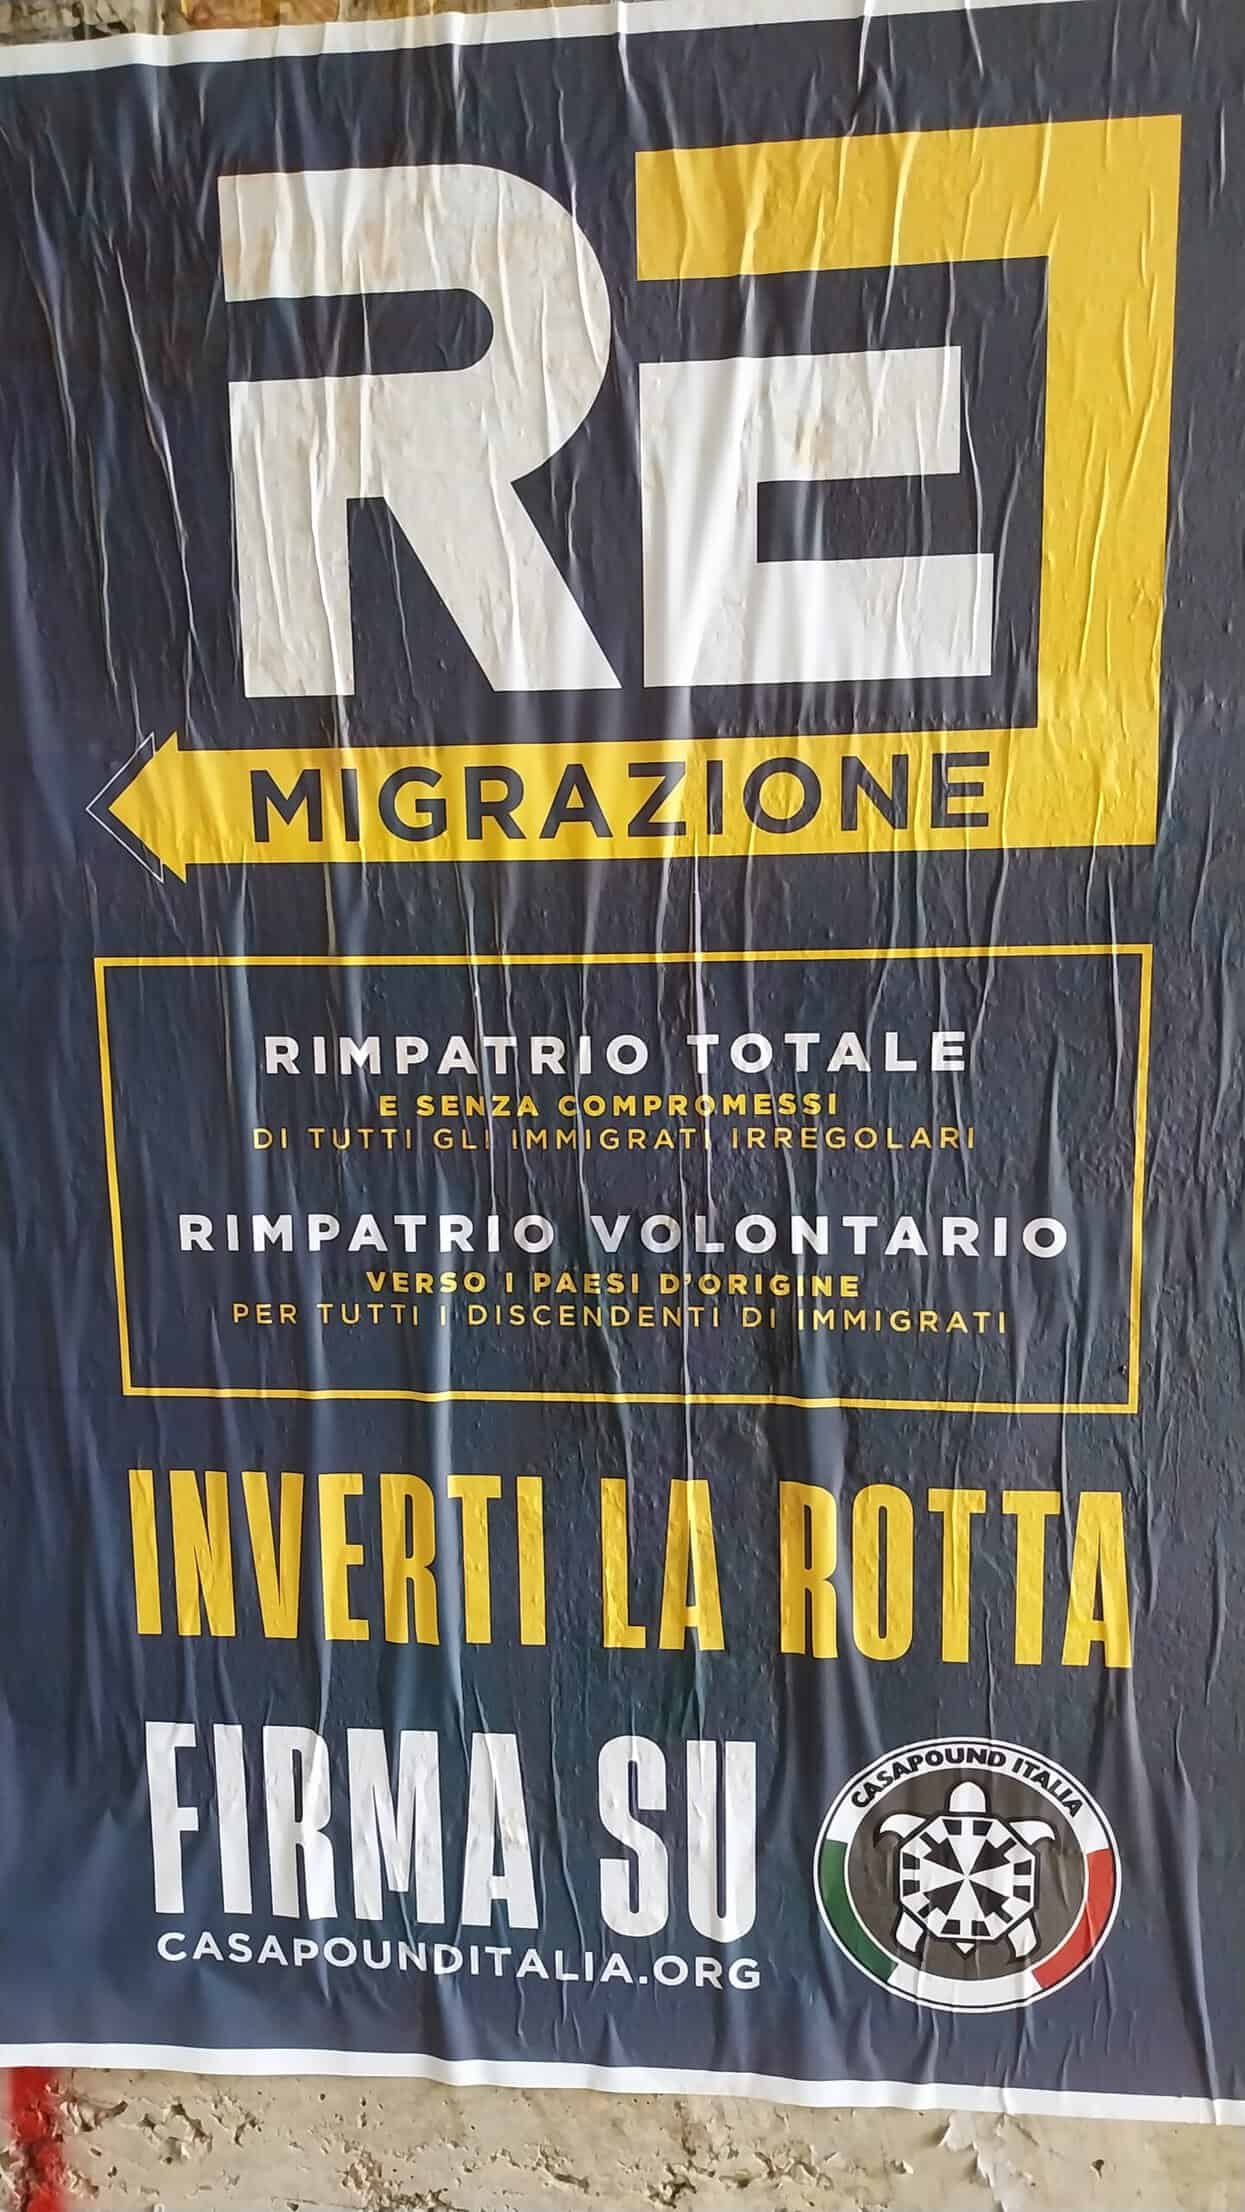 RE
MIGRAZIONE
RIMPATRIO TOTALE
E SENZA COMPROMESSI
DI TUTTI GLI IMMIGRATI IRREGOLARI
RIMPATRIO VOLONTARIO
VERSO I PAESI D'ORIGINE
PER TUTTI I DISCENDENTI DI IMMIGRATI
INVERTI LA ROTTA
FIRMA SU
CASAPOUNDITALIA.ORG
CASAPOUND ITALIA